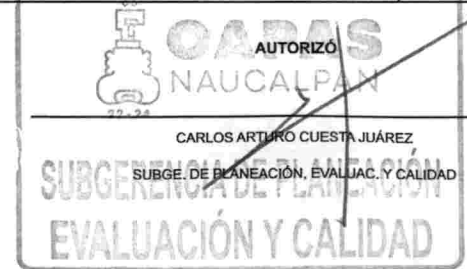 OAPAS
AUTORIZÓ
NAUCALPAN
22-24
CARLOS ARTURO CUESTA JUÁREZ
SUBGERENCIA DE PLANEACIÓN
SUBGE. DE PLANEACIÓN, EVALUAC. Y CALIDAD
EVALUACIÓN Y CALIDAD